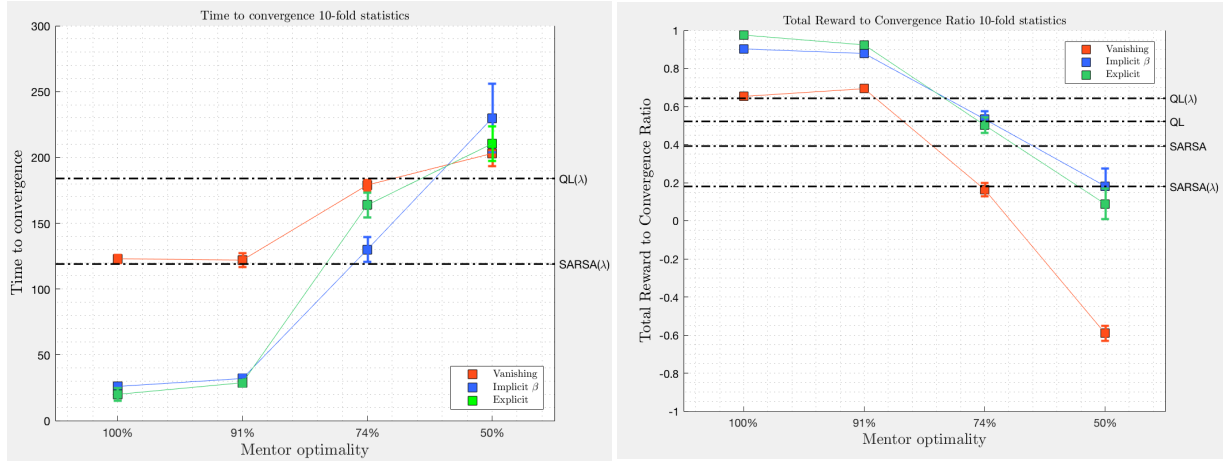 Time to convergence 10-fold statistics
300
250
200
150
100
50
0
Time to convergence
QL(λ)
SARSA(λ)
Vanishing
Implicit β
Explicit
100%
91%
74%
50%
Mentor optimality
Total Reward to Convergence Ratio 10-fold statistics
1
0.8
0.6
0.4
0.2
0
-0.2
-0.4
-0.6
-0.8
-1
Total Reward to Convergence Ratio
Vanishing
Implicit β
Explicit
QL(λ)
QL
SARSA
SARSA(λ)
100%
91%
74%
50%
Mentor optimality